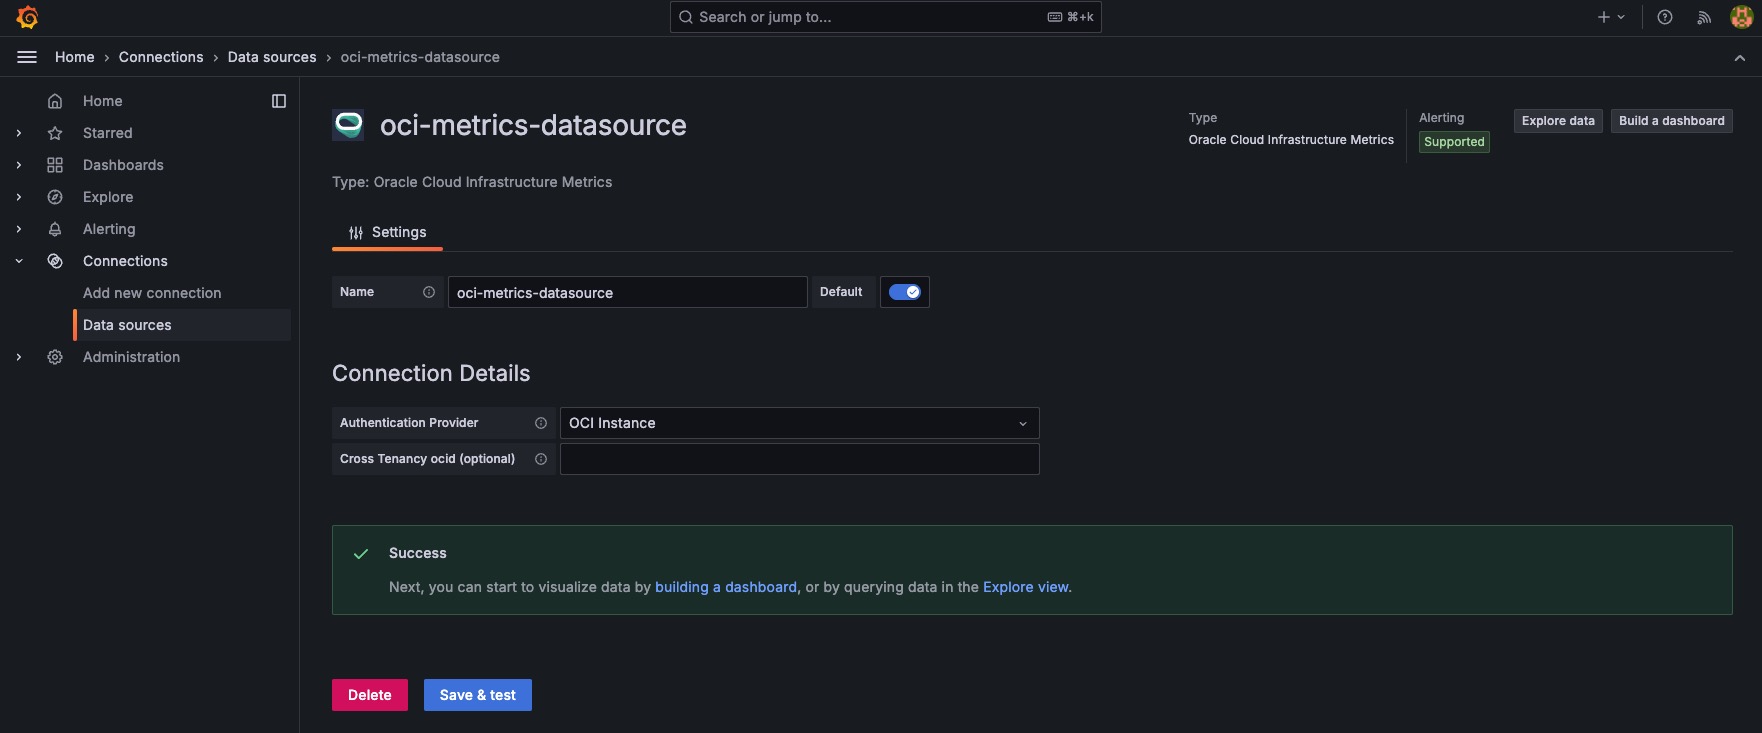 Search or jump to... ⌘+k
Home › Connections › Data sources › oci-metrics-datasource
Home
Starred
Dashboards
Explore
Alerting
Connections
Add new connection
Data sources
Administration
oci-metrics-datasource
Type
Oracle Cloud Infrastructure Metrics
Alerting
Supported
Explore data
Build a dashboard
Type: Oracle Cloud Infrastructure Metrics
Settings
Name
oci-metrics-datasource
Default
Connection Details
Authentication Provider
OCI Instance
Cross Tenancy ocid (optional)
Success
Next, you can start to visualize data by building a dashboard, or by querying data in the Explore view.
Delete
Save & test